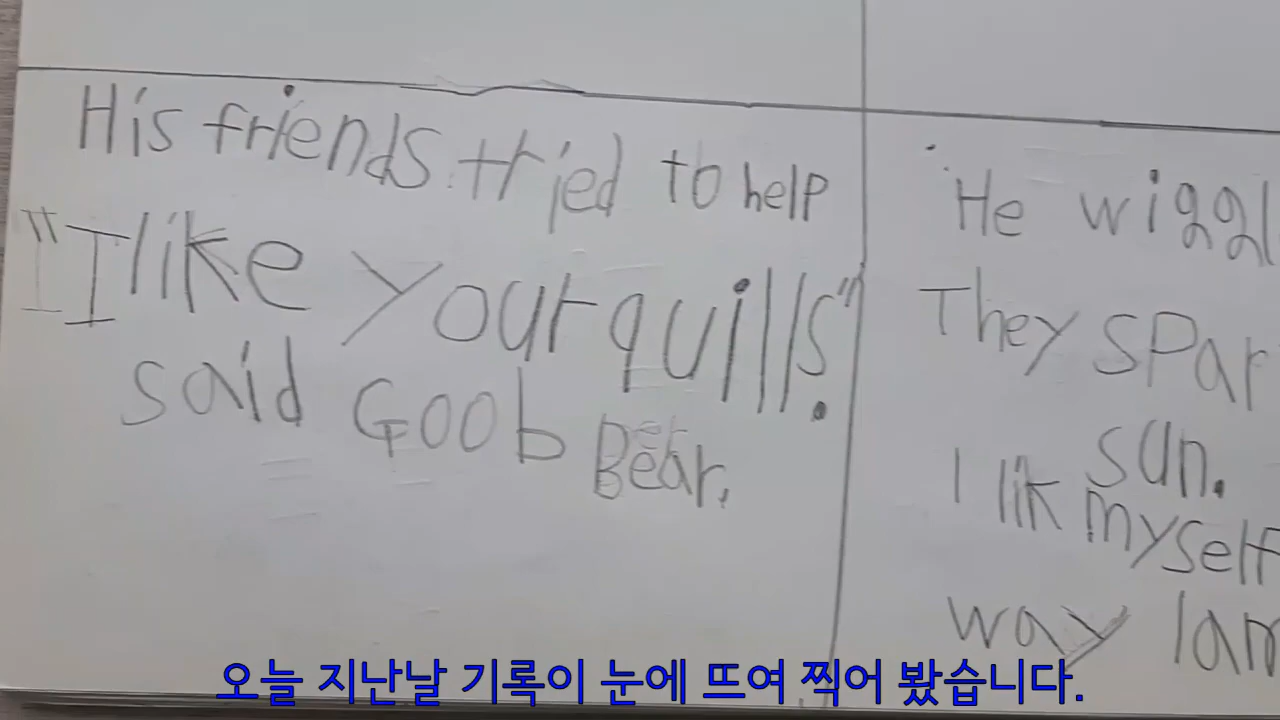 His friends tried to help
"I like your quills."
said Goob Bear.
He wiggl
They spar
sun.
I lik myself
way I am
오늘 지난날 기록이 눈에 뜨여 찍어 봤습니다.